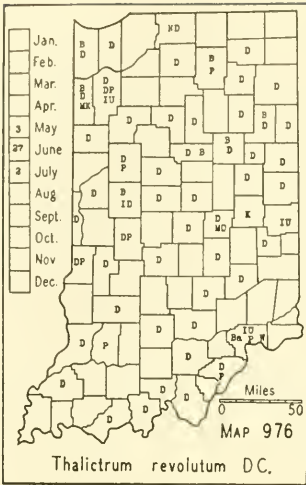 Jan.
Feb.
Mar.
Apr.
3 May
27 June
2 July
Aug
Sept.
Oct.
Nov
Dec.
B D
D
ND
D
B P
D
B D MK
D DP IU
D
D
D
D
B D
D
D
D
D
D B
B D
D
D
D P
D
D
D
D
D
B ID
D
D
D MD
K
IU
D
DP
D
DP
D
D
D
D
D
D
P
D
D
IU
Ba P W
D P
D
D
D
D
D
D
Miles
0 50
MAP 976
Thalictrum revolutum DC.